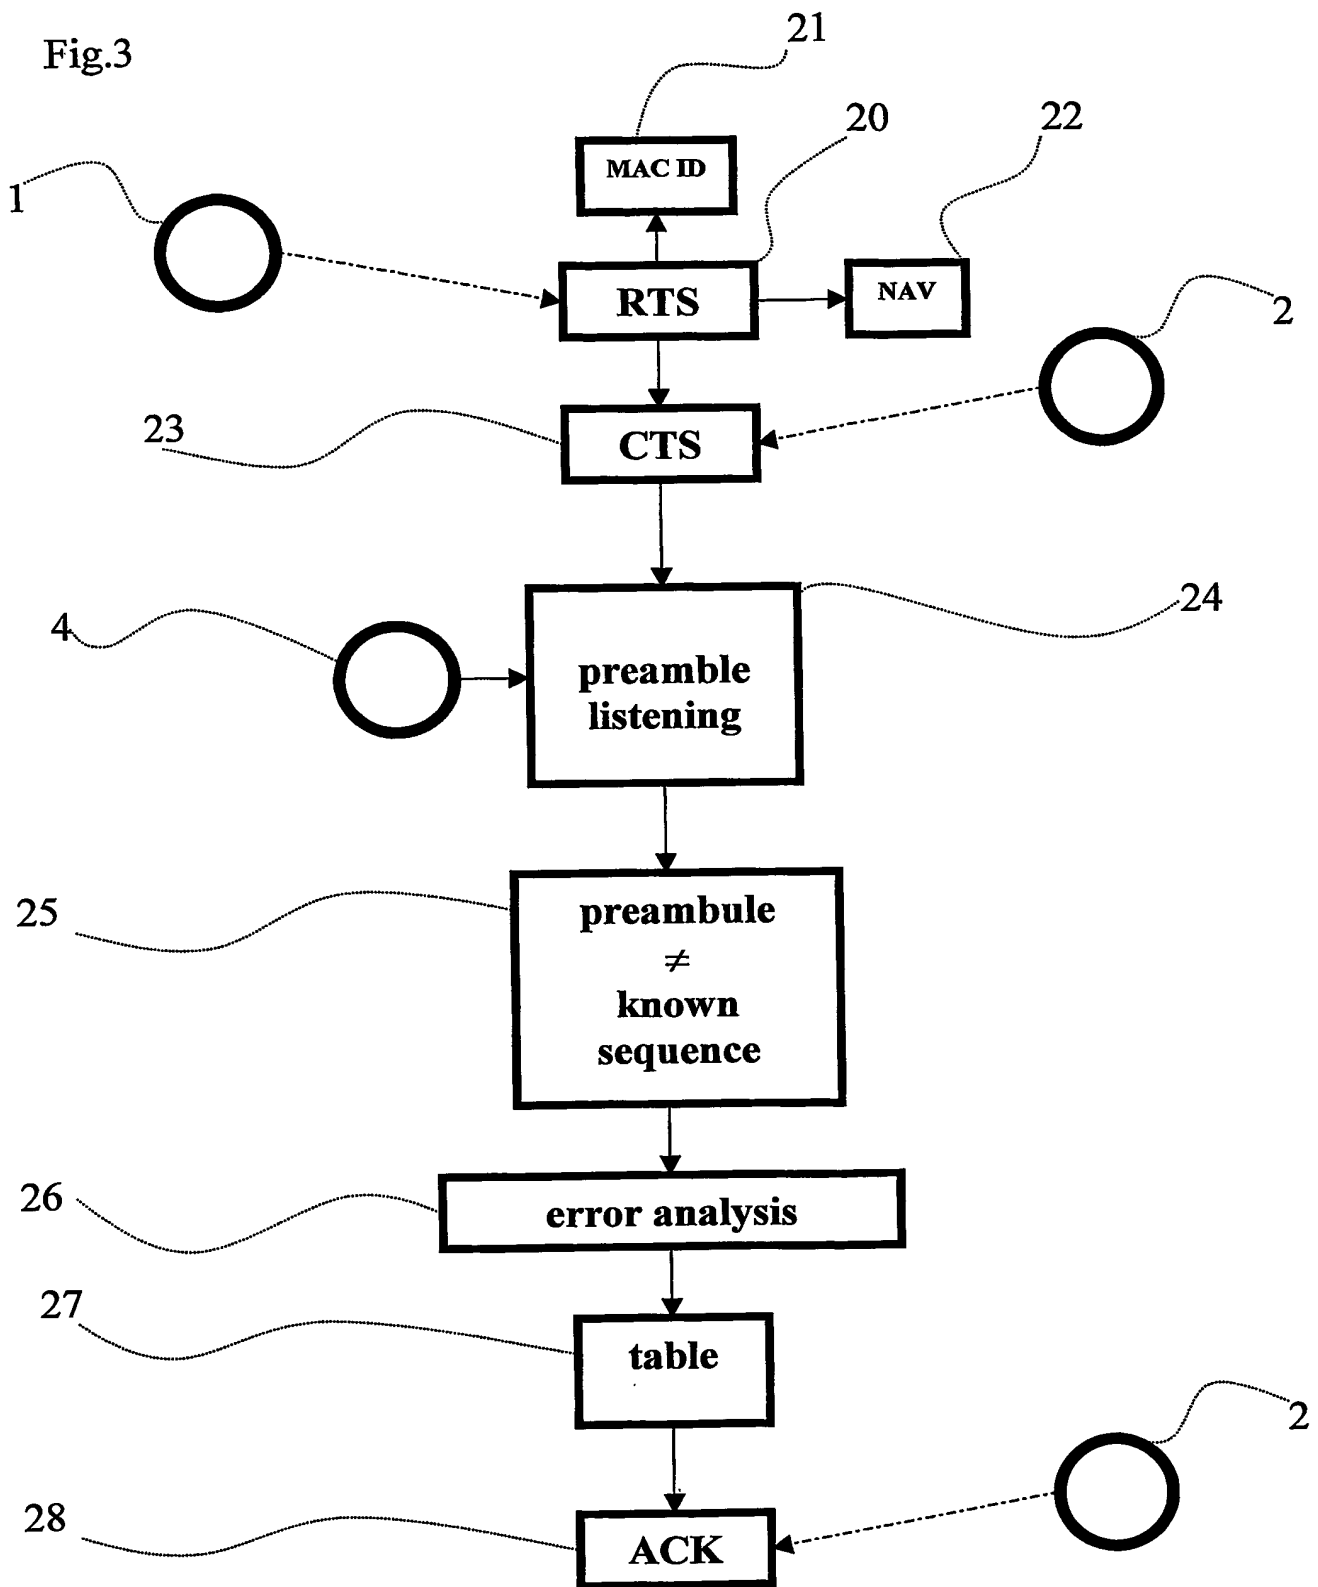 Fig.3
21
20
22
MAC ID
1
RTS
NAV
2
23
CTS
4
24
preamble
listening
25
preambule
≠
known
sequence
26
error analysis
27
table
2
28
ACK